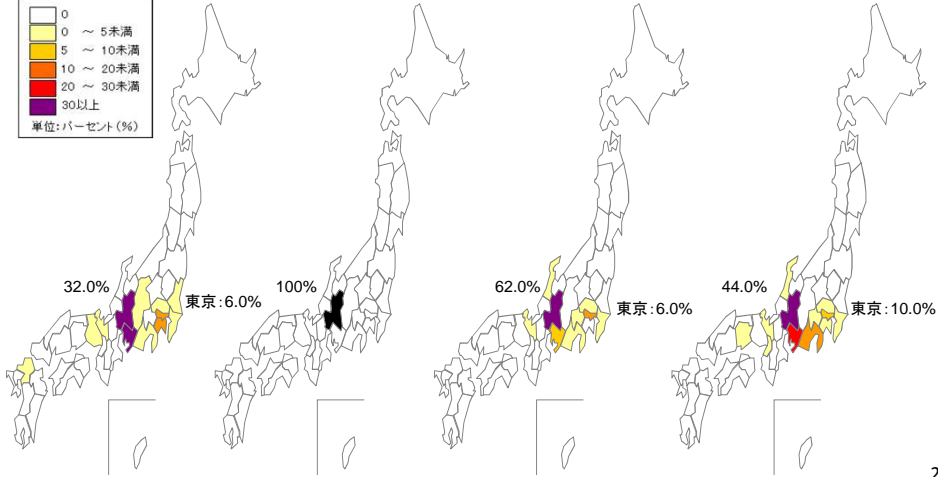 0
0 ～ 5未満
5 ～ 10未満
10 ～ 20未満
20 ～ 30未満
30以上
単位:パーセント(%)
32.0%
東京:6.0%
100%
62.0%
東京:6.0%
44.0%
東京:10.0%
2